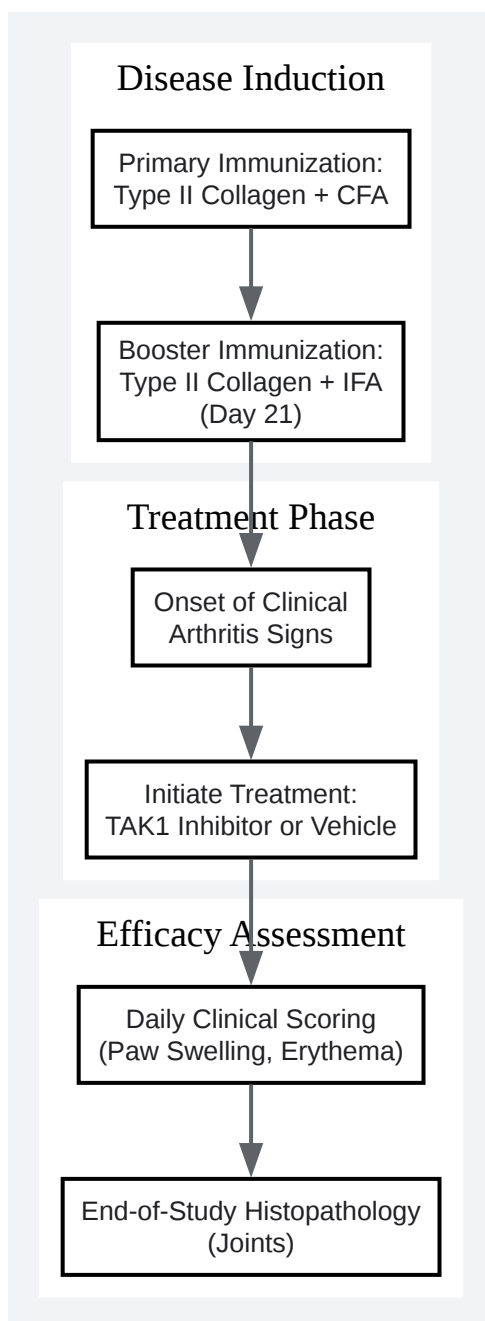 Disease Induction
Primary Immunization:
Type II Collagen + CFA
Booster Immunization:
Type II Collagen + IFA
(Day 21)
Treatment Phase
Onset of Clinical
Arthritis Signs
Initiate Treatment:
TAK1 Inhibitor or Vehicle
Efficacy Assessment
Daily Clinical Scoring
(Paw Swelling, Erythema)
End-of-Study Histopathology
(Joints)